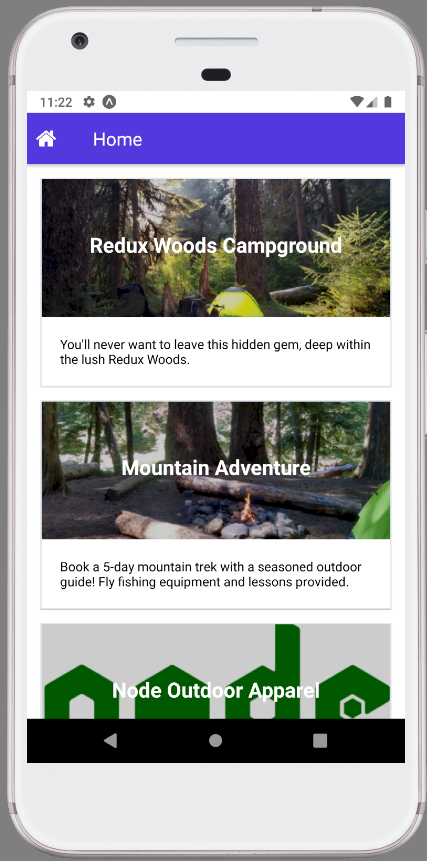 11:22
Home
Redux Woods Campground
You'll never want to leave this hidden gem, deep within
the lush Redux Woods.
Mountain Adventure
Book a 5-day mountain trek with a seasoned outdoor
guide! Fly fishing equipment and lessons provided.
node
Node Outdoor Apparel